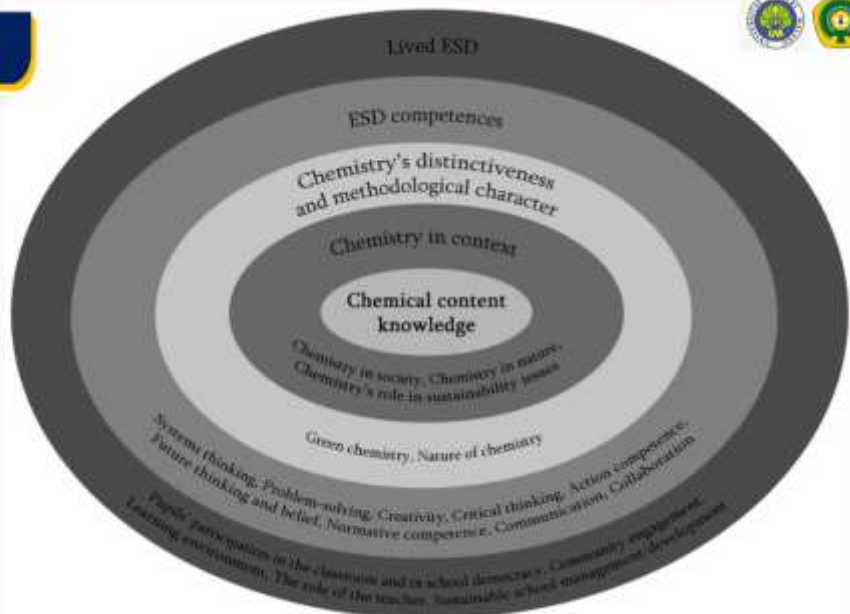 Lived ESD
ESD competences
Chemistry's distinctiveness
and methodological character
Chemistry in context
Chemical content
knowledge
Chemistry in society, Chemistry in nature,
Chemistry's role in sustainability issues
Green chemistry, Nature of chemistry
Systems thinking, Problem-solving, Creativity, Critical thinking, Action competence,
Future thinking and belief, Normative competence, Communication, Collaboration
Pupils' participation in the classroom and in school democracy, Community engagement,
Learning environment, The role of the teacher, Sustainable school management development